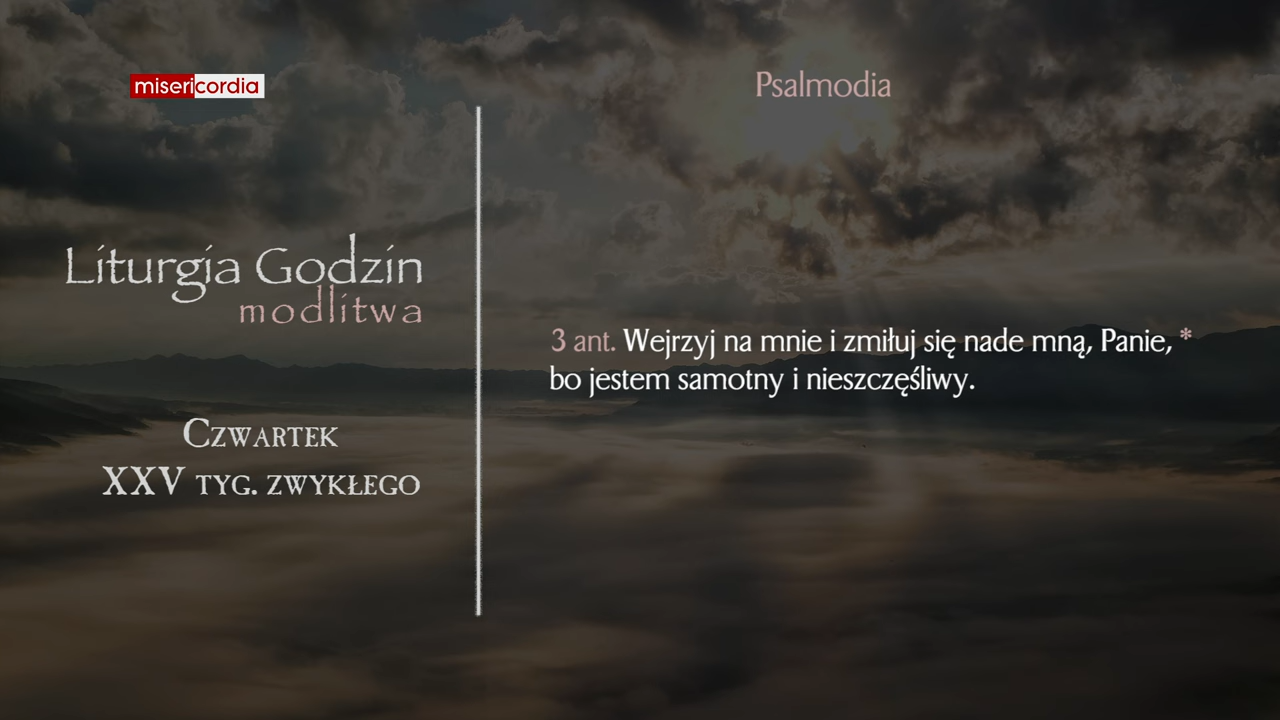 misericordia
Psalmodia
Liturgia Godzin
modlitwa
3 ant. Wejrzyj na mnie i zmiłuj się nade mną, Panie, *
bo jestem samotny i nieszczęśliwy.
Czwartek
XXV tyg. zwykłego